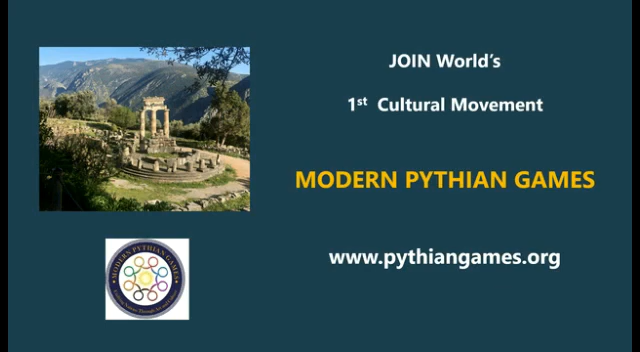 JOIN World's
1st Cultural Movement
MODERN PYTHIAN GAMES
www.pythiangames.org
MODERN PYTHIAN GAMES